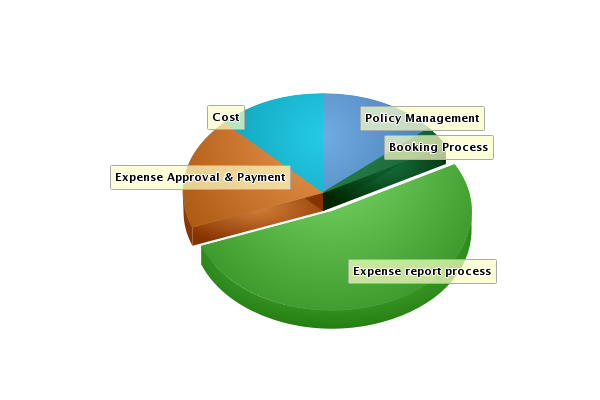 Cost
Policy Management
Booking Process
Expense Approval & Payment
Expense report process